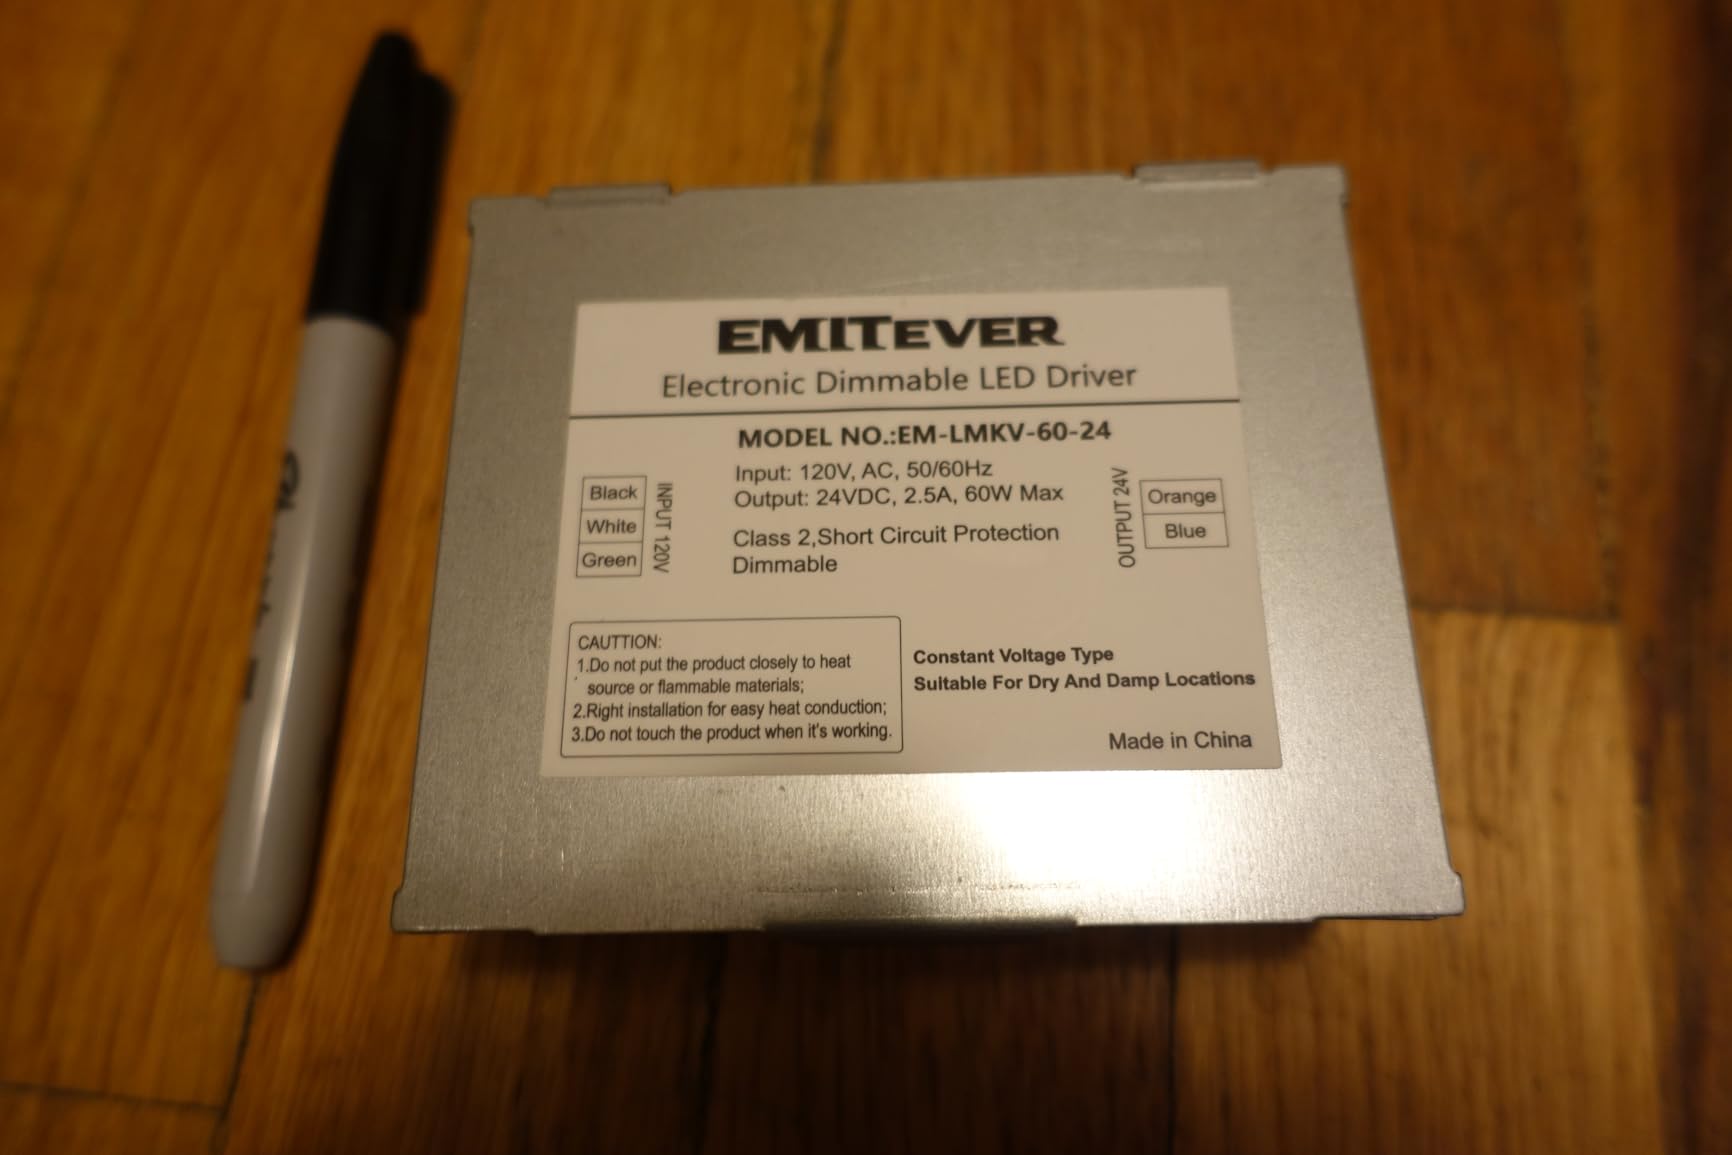 EMITEVER
Electronic Dimmable LED Driver
MODEL NO.:EM-LMKV-60-24
Input: 120V, AC, 50/60Hz
Output: 24VDC, 2.5A, 60W Max
Class 2,Short Circuit Protection
Dimmable
Black
White
Green
INPUT 120V
OUTPUT 24V
Orange
Blue
CAUTTION:
1.Do not put the product closely to heat
source or flammable materials;
2.Right installation for easy heat conduction;
3.Do not touch the product when it's working.
Constant Voltage Type
Suitable For Dry And Damp Locations
Made in China